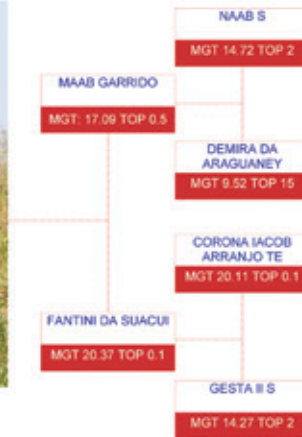 NAAB S
MGT 14.72 TOP 2
MAAB GARRIDO
MGT: 17.09 TOP 0.5
DEMIRA DA
ARAGUANEY
MGT 9.52 TOP 15
CORONA IACOB
ARRANJO TE
MGT 20.11 TOP 0.1
FANTINI DA SUACUI
MGT 20.37 TOP 0.1
GESTA III S
MGT 14.27 TOP 2